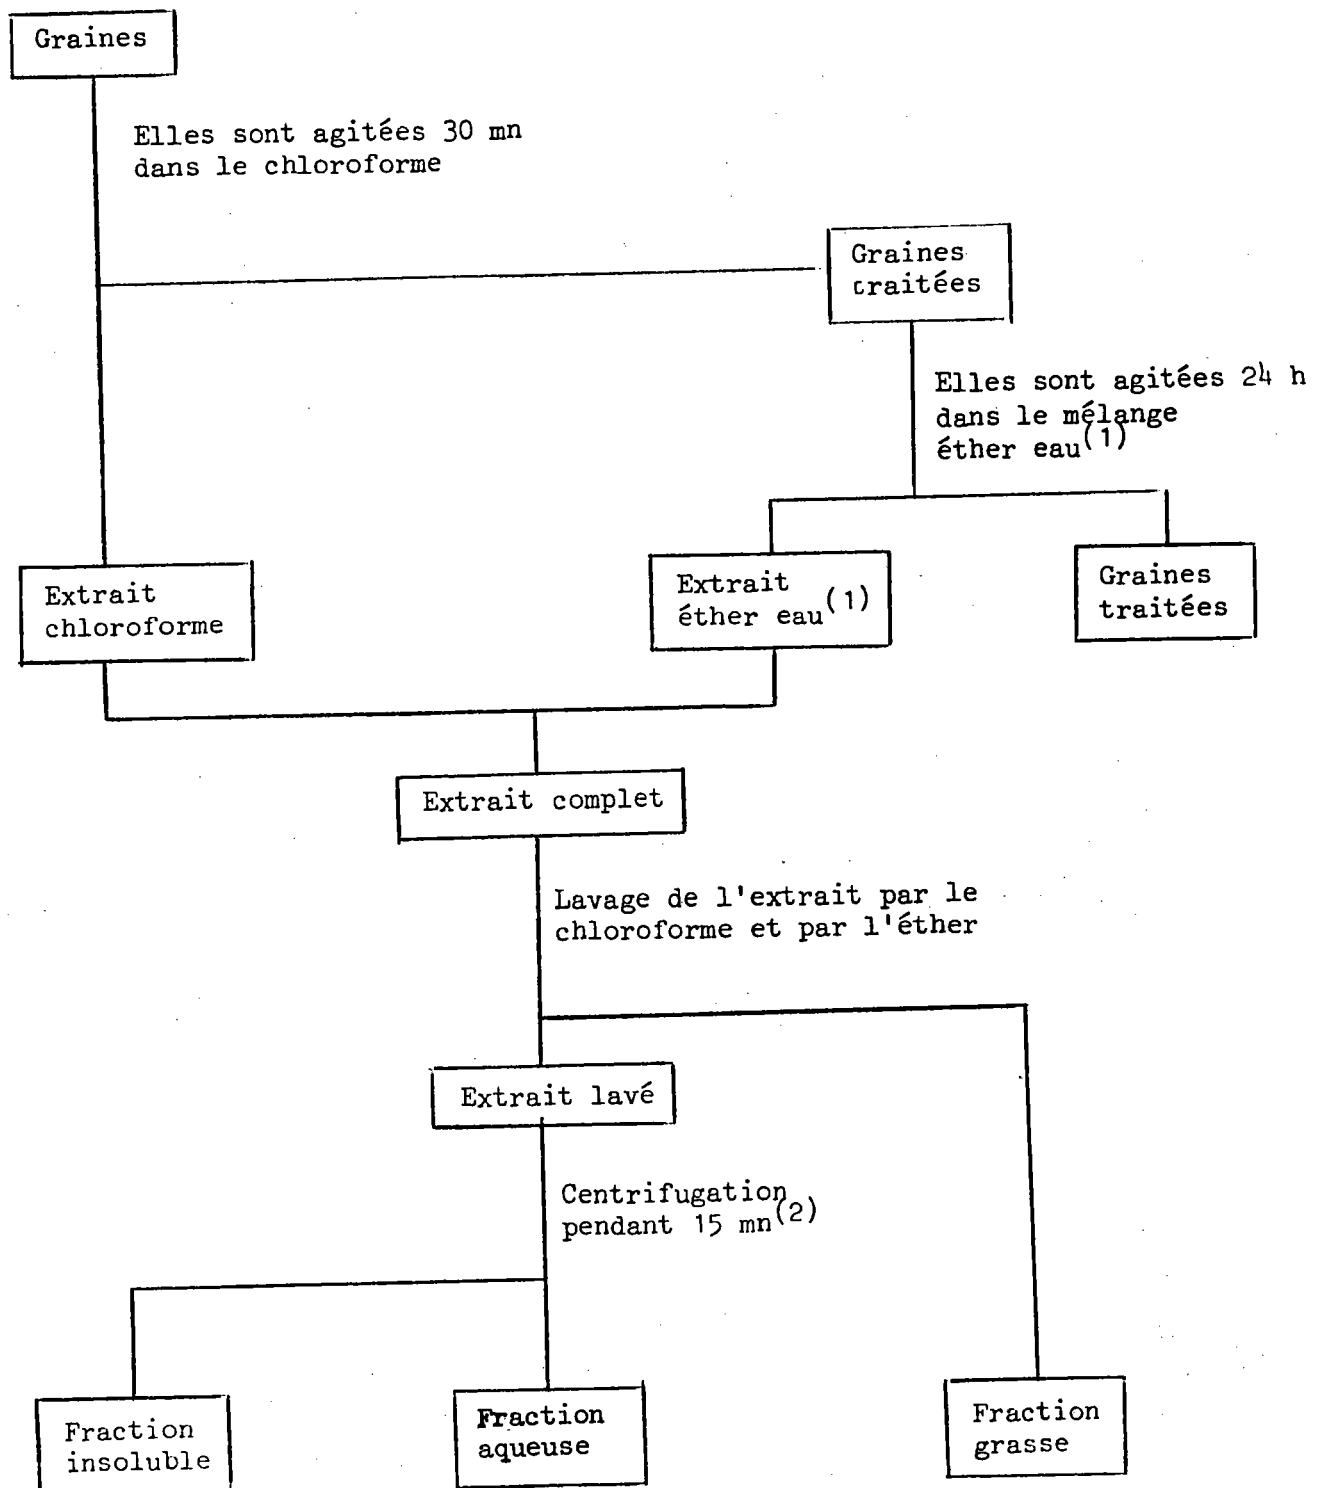 Graines
Elles sont agitées 30 mn
dans le chloroforme
Graines
traitées
Elles sont agitées 24 h
dans le mélange
éther eau(1)
Extrait
chloroforme
Extrait
éther eau(1)
Graines
traitées
Extrait complet
Lavage de l'extrait par le
chloroforme et par l'éther
Extrait lavé
Centrifugation
pendant 15 mn(2)
Fraction
insoluble
Fraction
aqueuse
Fraction
grasse